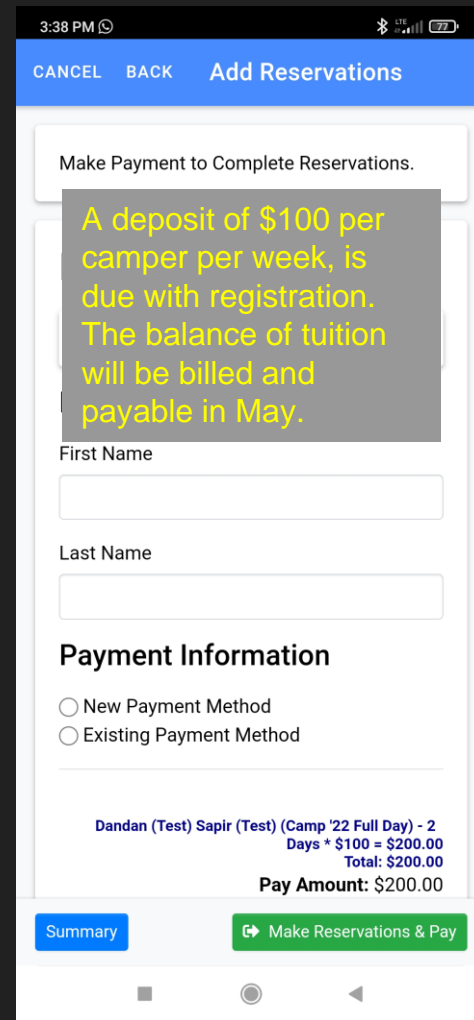 3:38 PM
LTE
77
CANCEL BACK Add Reservations
Make Payment to Complete Reservations.
A deposit of $100 per
camper per week, is
due with registration.
The balance of tuition
will be billed and
payable in May.
First Name
Last Name
Payment Information
New Payment Method
Existing Payment Method
Dandan (Test) Sapir (Test) (Camp '22 Full Day) - 2
Days * $100 = $200.00
Total: $200.00
Pay Amount: $200.00
Summary
Make Reservations & Pay